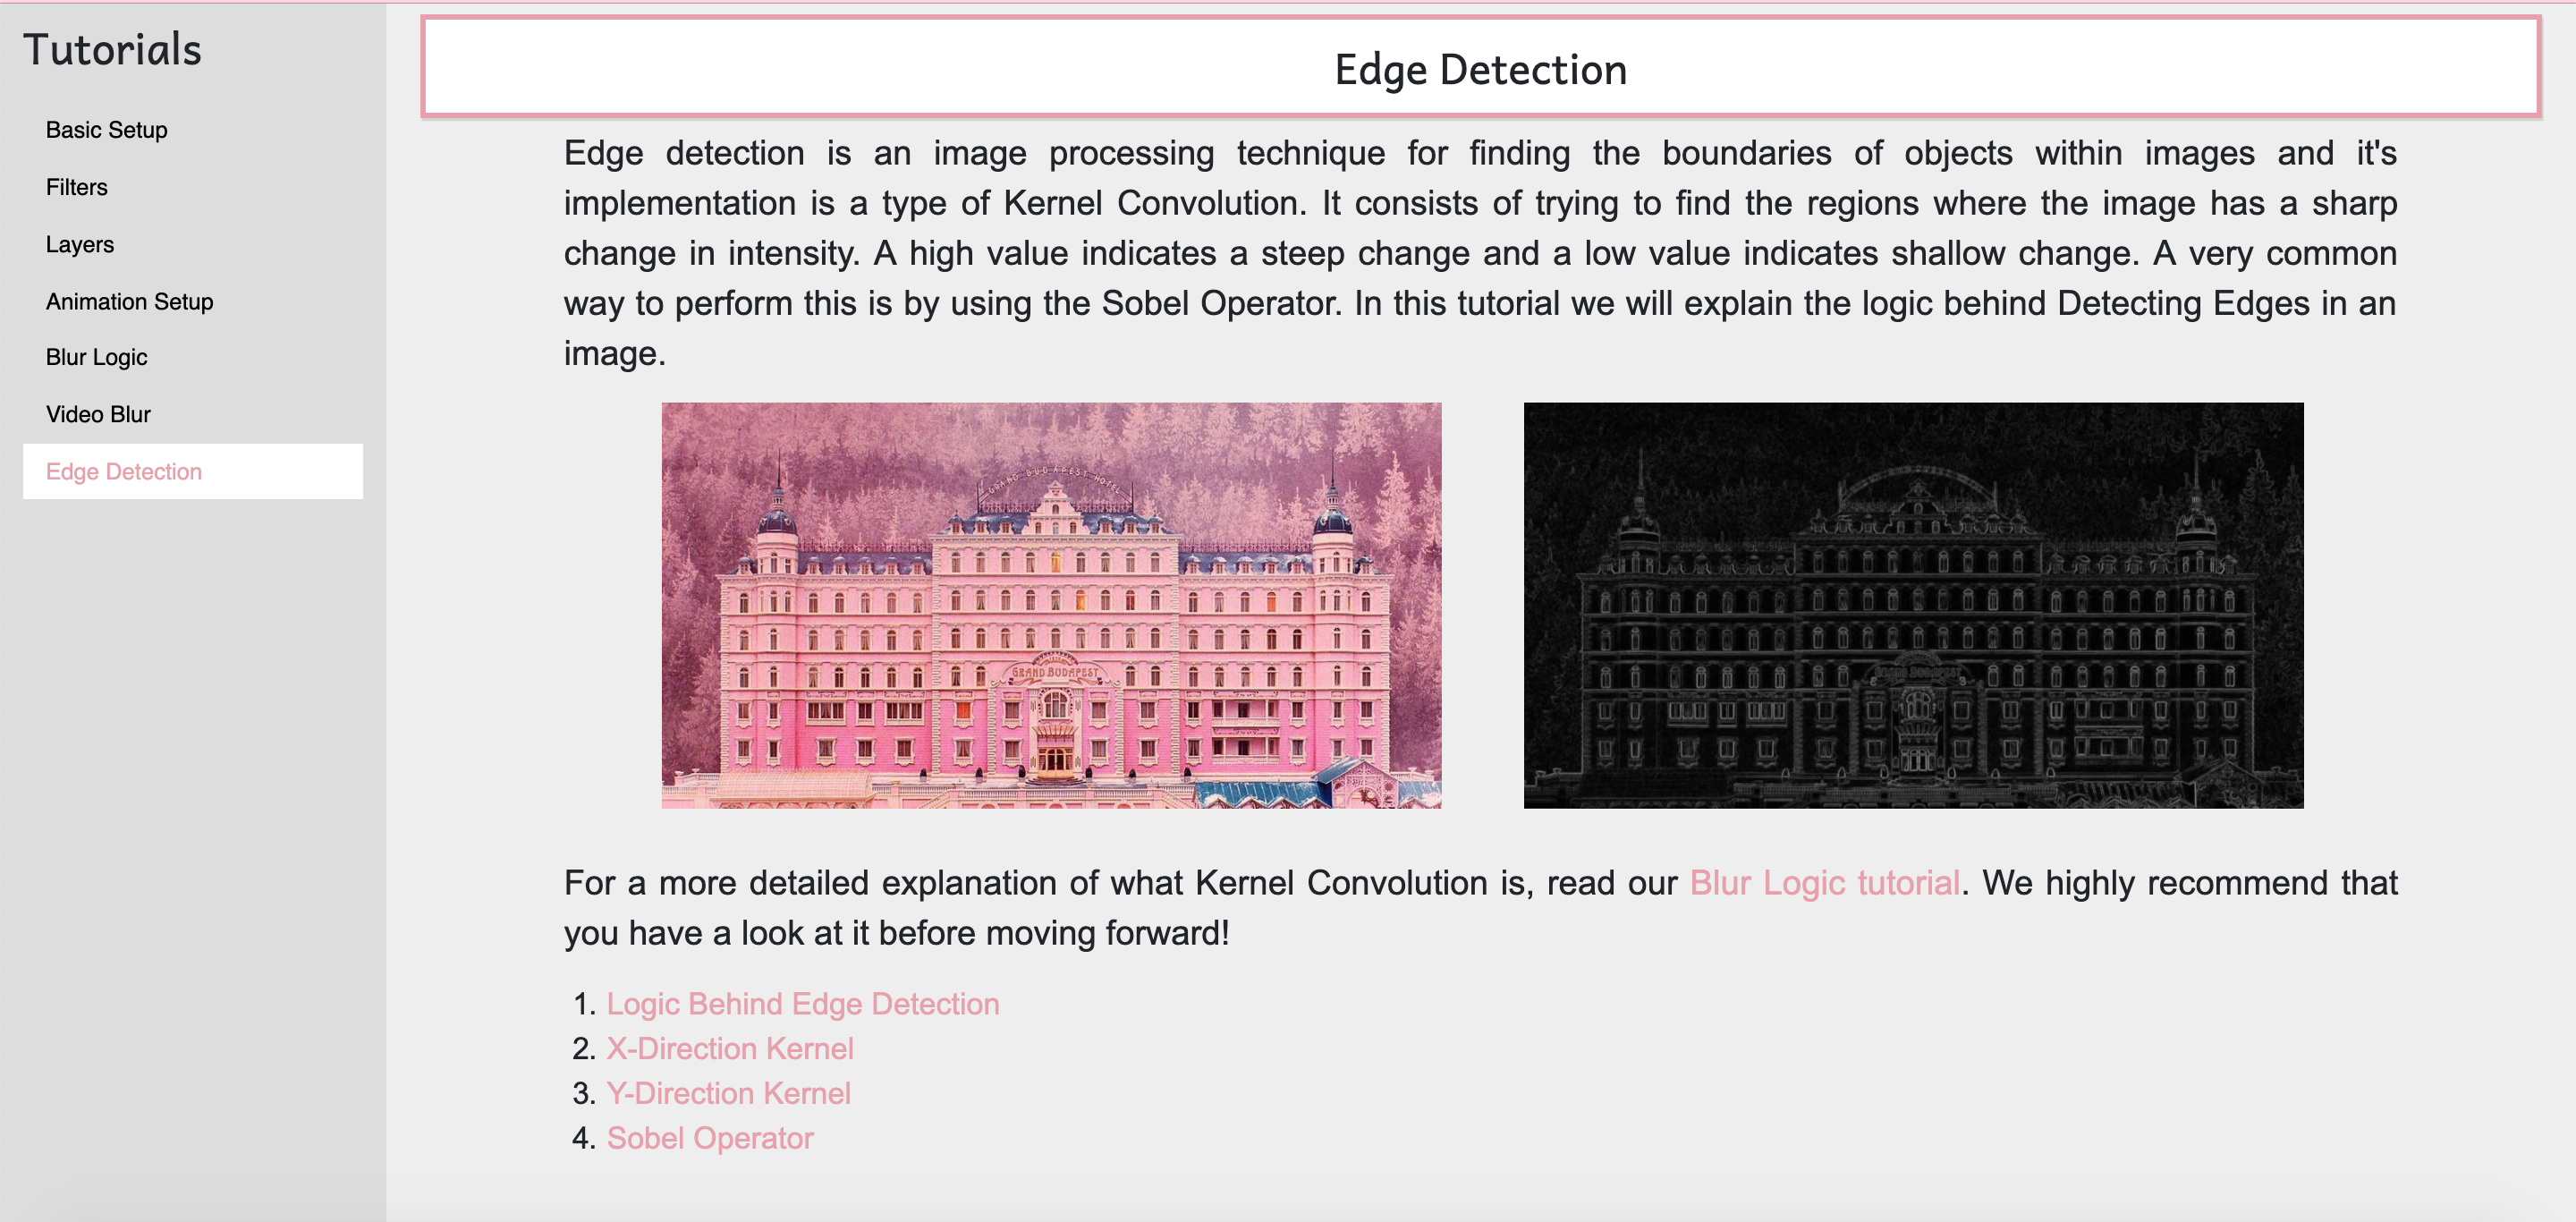 Tutorials
Basic Setup
Filters
Layers
Animation Setup
Blur Logic
Video Blur
Edge Detection
Edge Detection
Edge detection is an image processing technique for finding the boundaries of objects within images and it's
implementation is a type of Kernel Convolution. It consists of trying to find the regions where the image has a sharp
change in intensity. A high value indicates a steep change and a low value indicates shallow change. A very common
way to perform this is by using the Sobel Operator. In this tutorial we will explain the logic behind Detecting Edges in an
image.
GRAND BUDAPEST HOTEL
GRAND BUDAPEST
For a more detailed explanation of what Kernel Convolution is, read our Blur Logic tutorial. We highly recommend that
you have a look at it before moving forward!
1. Logic Behind Edge Detection
2. X-Direction Kernel
3. Y-Direction Kernel
4. Sobel Operator